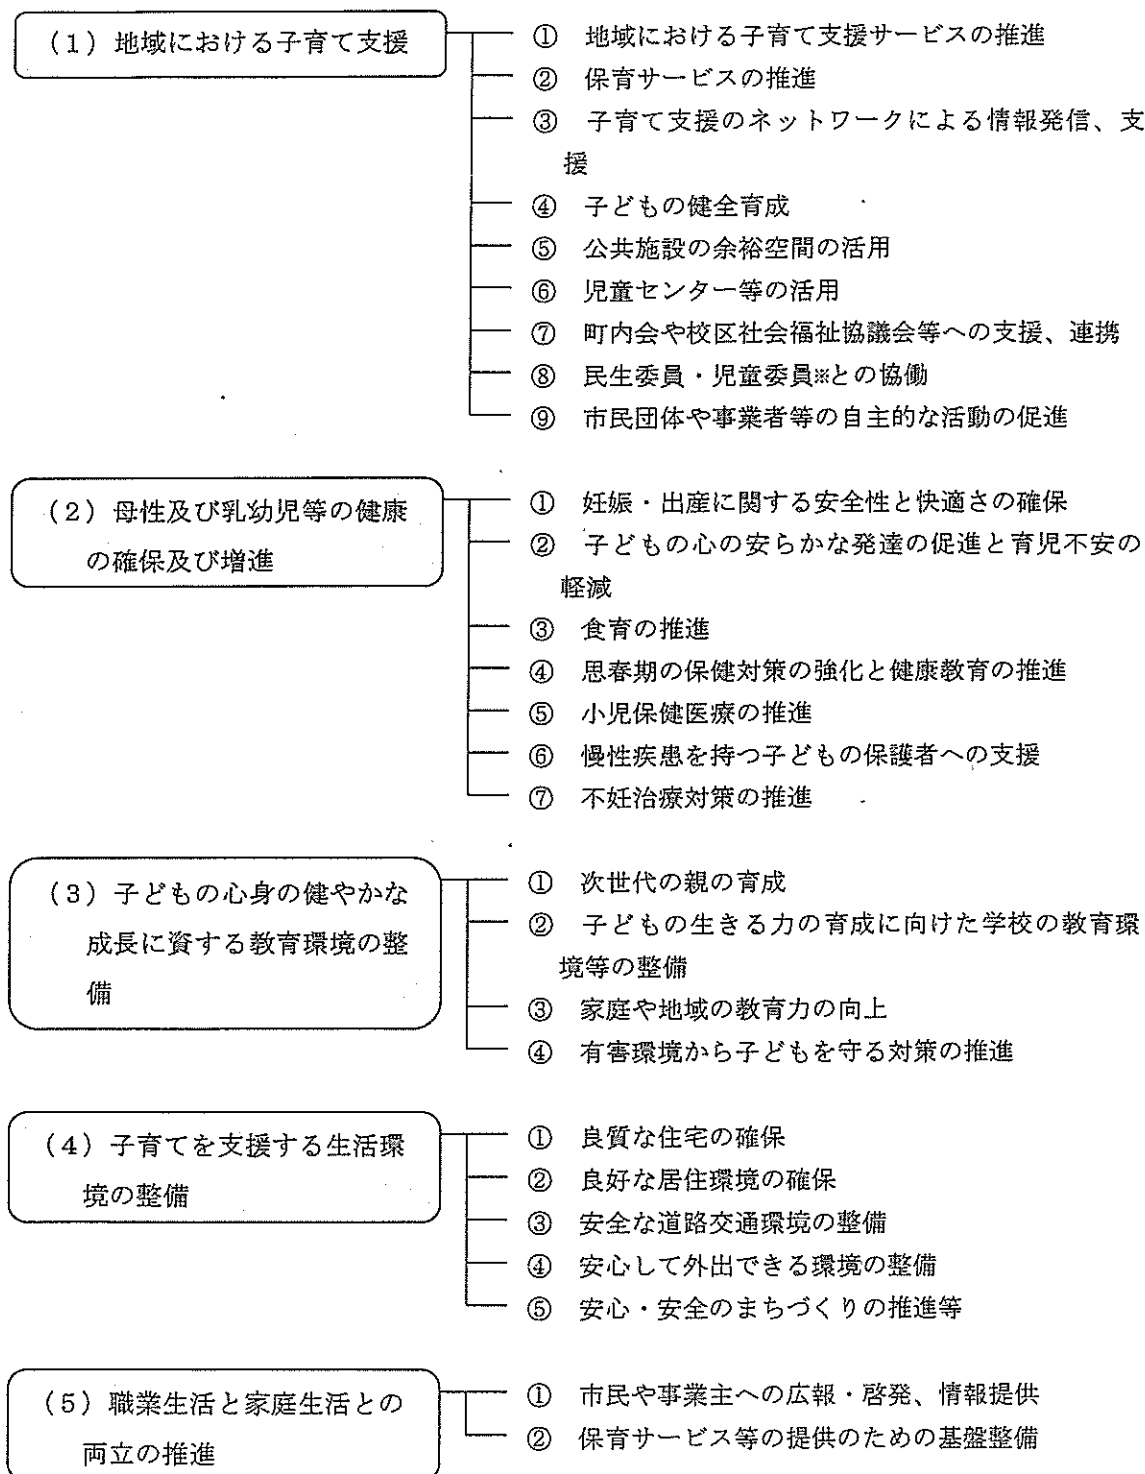 （１）地域における子育て支援
① 地域における子育て支援サービスの推進
② 保育サービスの推進
③ 子育て支援のネットワークによる情報発信、支
援
④ 子どもの健全育成
⑤ 公共施設の余裕空間の活用
⑥ 児童センター等の活用
⑦ 町内会や校区社会福祉協議会等への支援、連携
⑧ 民生委員・児童委員※との協働
⑨ 市民団体や事業者等の自主的な活動の促進
（２）母性及び乳幼児等の健康
の確保及び増進
① 妊娠・出産に関する安全性と快適さの確保
② 子どもの心の安らかな発達の促進と育児不安の
軽減
③ 食育の推進
④ 思春期の保健対策の強化と健康教育の推進
⑤ 小児保健医療の推進
⑥ 慢性疾患を持つ子どもの保護者への支援
⑦ 不妊治療対策の推進
（３）子どもの心身の健やかな
成長に資する教育環境の整
備
① 次世代の親の育成
② 子どもの生きる力の育成に向けた学校の教育環
境等の整備
③ 家庭や地域の教育力の向上
④ 有害環境から子どもを守る対策の推進
（４）子育てを支援する生活環
境の整備
① 良質な住宅の確保
② 良好な居住環境の確保
③ 安全な道路交通環境の整備
④ 安心して外出できる環境の整備
⑤ 安心・安全のまちづくりの推進等
（５）職業生活と家庭生活との
両立の推進
① 市民や事業主への広報・啓発、情報提供
② 保育サービス等の提供のための基盤整備